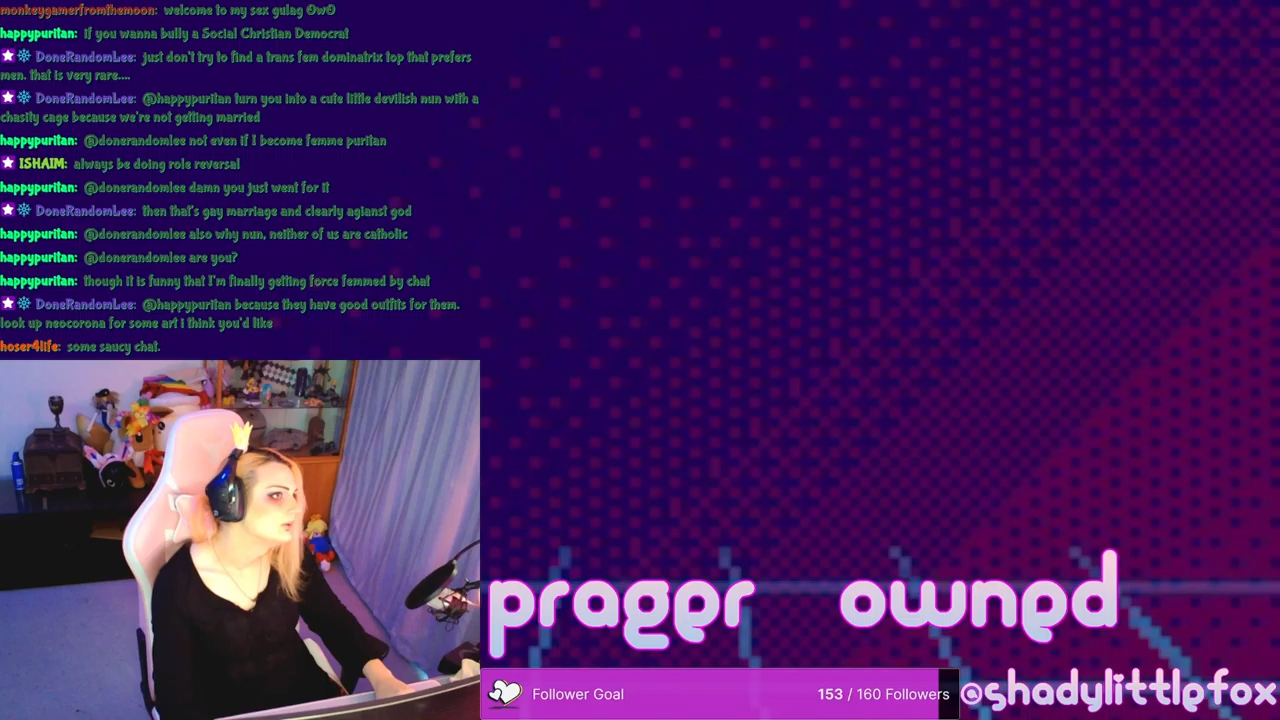 monkeygamerfromthemoon: welcome to my sex gulag OwO
happypuritan: if you wanna bully a Social Christian Democrat
DoneRandomLee: just don't try to find a trans fem dominatrix top that prefers
men. that is very rare....
DoneRandomLee: @happypuritan turn you into a cute little devilish nun with a
chasity cage because we're not getting married
happypuritan: @donerandomlee not even if I become femme puritan
ISHAIM: always be doing role reversal
happypuritan: @donerandomlee damn you just went for it
DoneRandomLee: then that's gay marriage and clearly agianst god
happypuritan: @donerandomlee also why nun, neither of us are catholic
happypuritan: @donerandomlee are you?
happypuritan: though it is funny that I'm finally getting force femmed by chat
DoneRandomLee: @happypuritan because they have good outfits for them.
look up neocorona for some art i think you'd like
hoser4life: some saucy chat.
prager owned
Follower Goal 153 / 160 Followers
@shadylittlefox